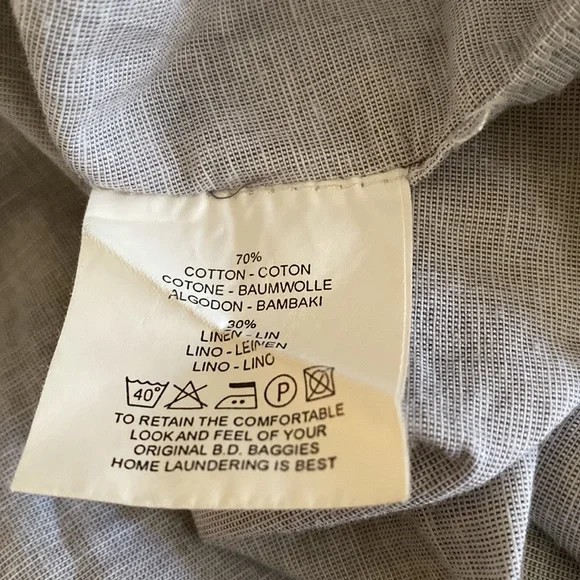 70%
COTTON - COTON
COTONE - BAUMWOLLE
ALGODON - BAMBAKI
30%
LINEN - LIN
LINO - LEINEN
LINO - LINO
40° P
TO RETAIN THE COMFORTABLE
LOOK AND FEEL OF YOUR
ORIGINAL B.D. BAGGIES
HOME LAUNDERING IS BEST